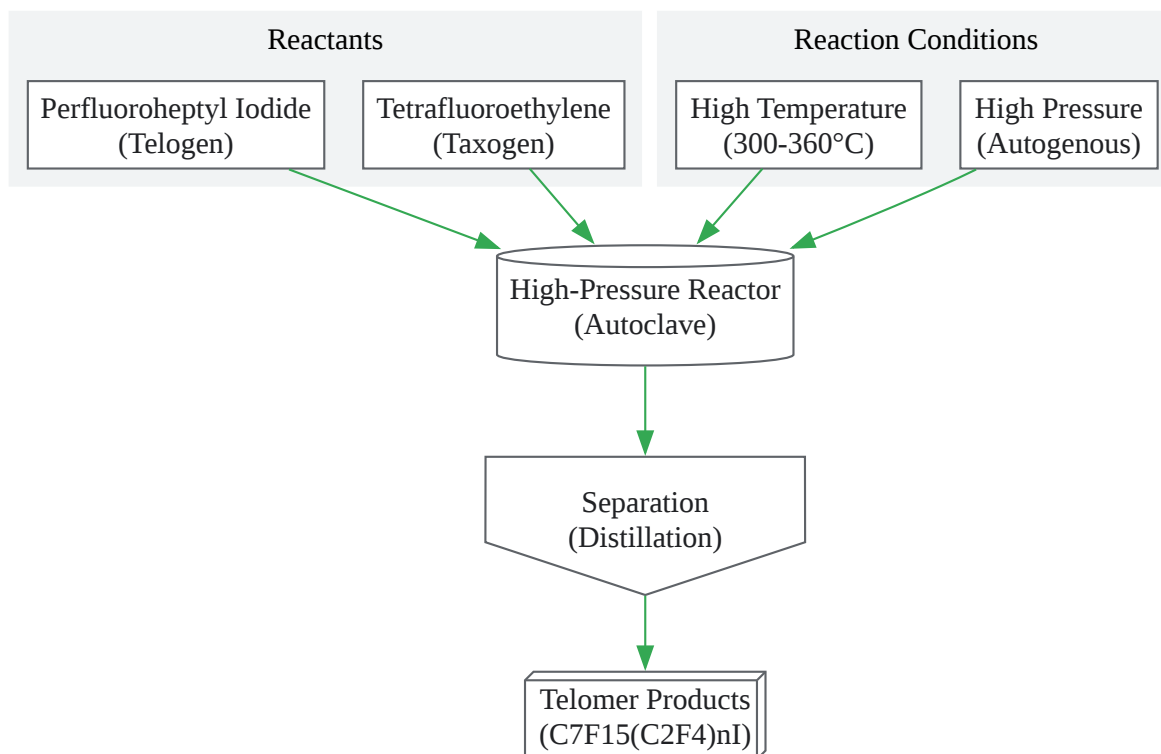 Reactants
Reaction Conditions
Perfluoroheptyl Iodide
(Telogen)
Tetrafluoroethylene
(Taxogen)
High Temperature
(300-360°C)
High Pressure
(Autogenous)
High-Pressure Reactor
(Autoclave)
Separation
(Distillation)
Telomer Products
(C7F15(C2F4)nI)